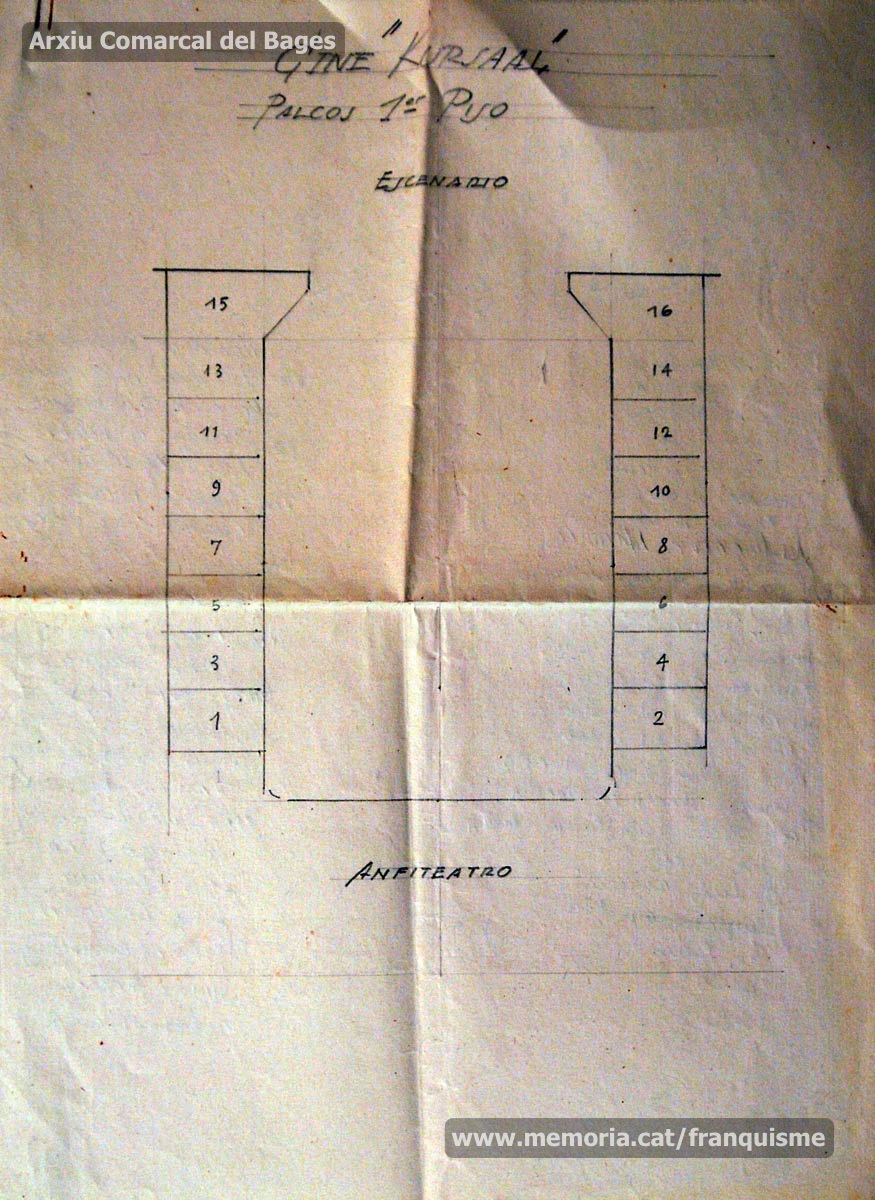 Arxiu Comarcal del Bages
CINE "KURSAAL"
PALCOS 1er PISO
ESCENARIO
15 16
13 14
11 12
9 10
7 8
5 6
3 4
1 2
ANFITEATRO
www.memoria.cat/franquisme